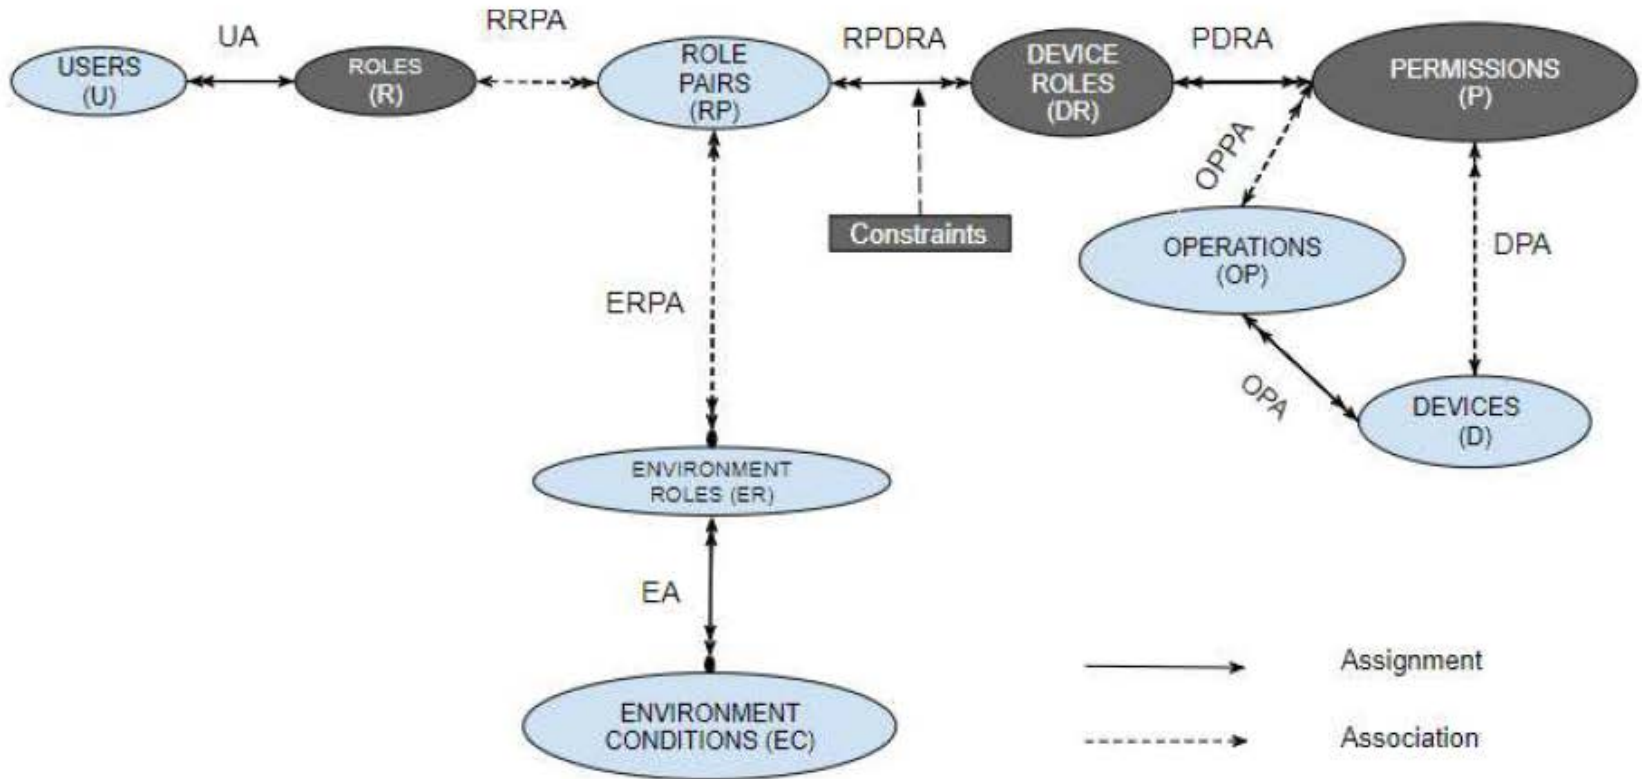 UA
RRPA
RPDRA
PDRA
USERS
(U)
ROLES
(R)
ROLE
PAIRS
(RP)
DEVICE
ROLES
(DR)
PERMISSIONS
(P)
OPPA
Constraints
OPERATIONS
(OP)
DPA
ERPA
OPA
DEVICES
(D)
ENVIRONMENT
ROLES (ER)
EA
ENVIRONMENT
CONDITIONS (EC)
Assignment
Association